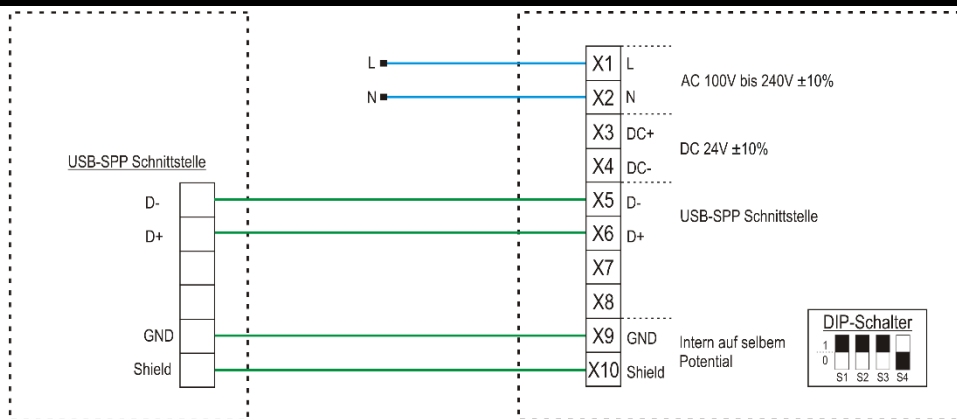 L
N
USB-SPP Schnittstelle
D-
D+
GND
Shield
X1 L
X2 N
AC 100V bis 240V ±10%
X3 DC+
X4 DC-
DC 24V ±10%
X5 D-
X6 D+
USB-SPP Schnittstelle
X7
X8
X9 GND
X10 Shield
Intern auf selbem
Potential
DIP-Schalter
1
0
S1 S2 S3 S4